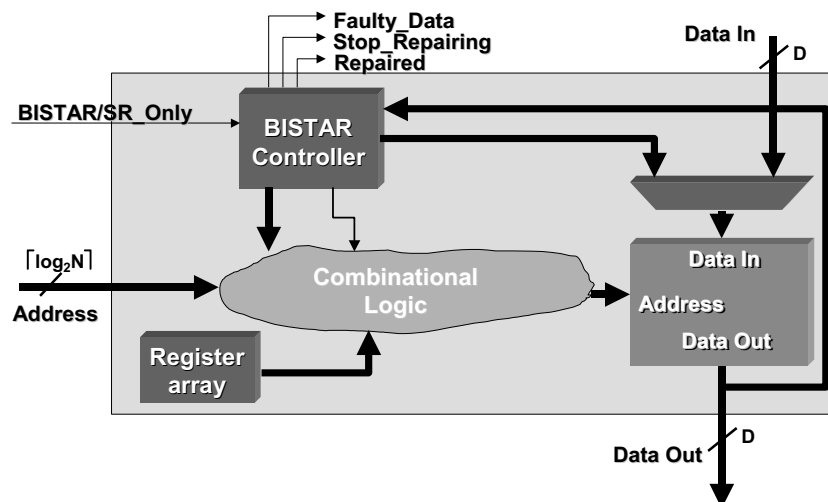 Faulty_Data
Stop_Repairing
Repaired
Data In
D
BISTAR/SR_Only
BISTAR
Controller
⌈log₂N⌉
Address
Combinational
Logic
Data In
Address
Data Out
Register
array
Data Out
D